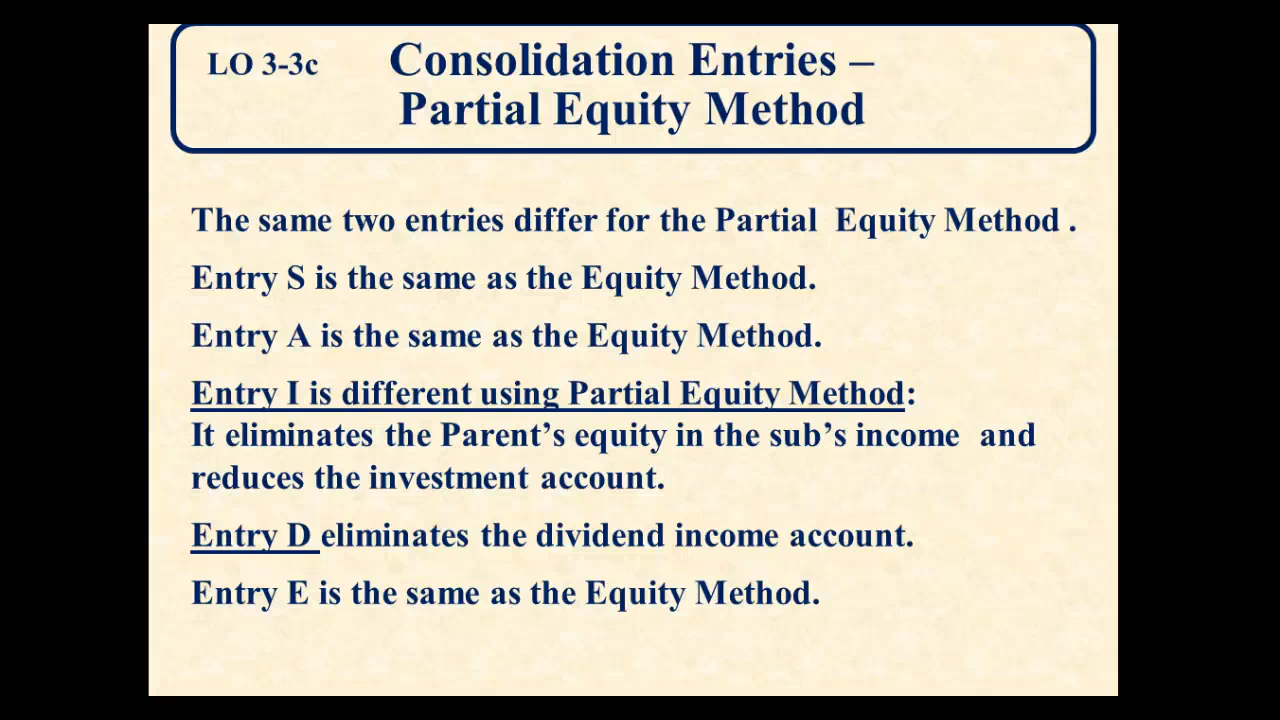 LO 3-3c
Consolidation Entries –
Partial Equity Method
The same two entries differ for the Partial Equity Method .
Entry S is the same as the Equity Method.
Entry A is the same as the Equity Method.
Entry I is different using Partial Equity Method:
It eliminates the Parent’s equity in the sub’s income and
reduces the investment account.
Entry D eliminates the dividend income account.
Entry E is the same as the Equity Method.